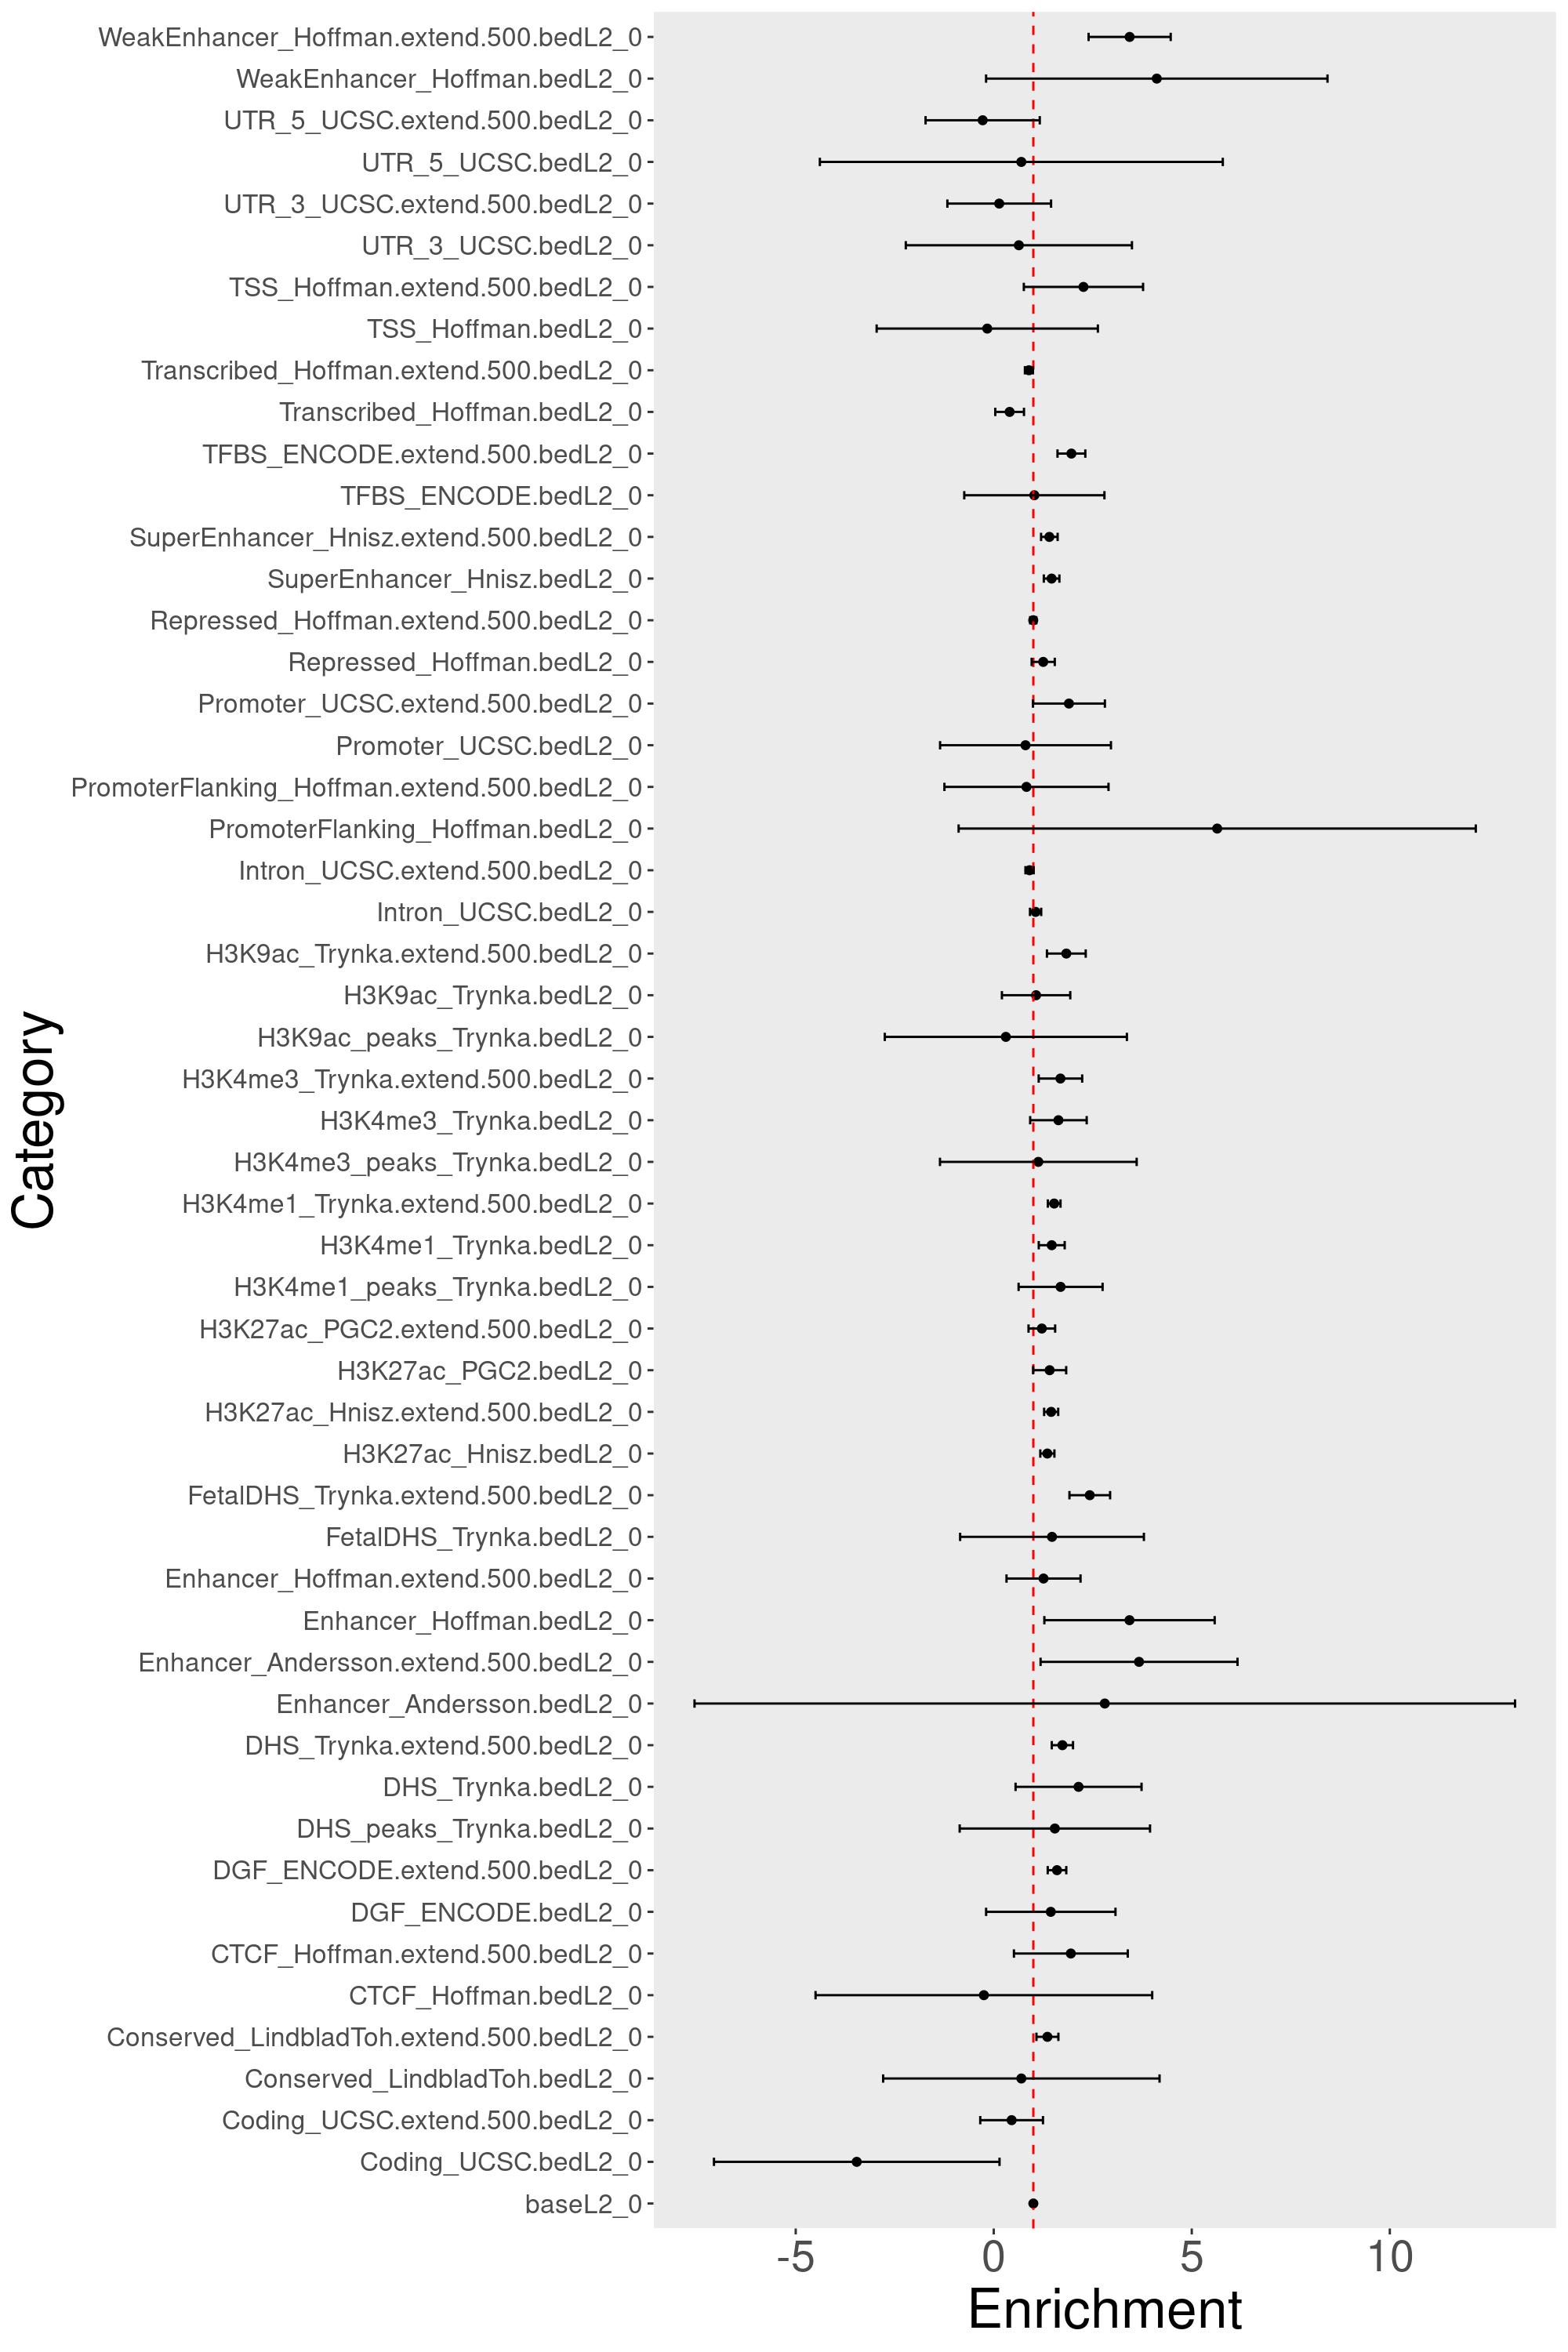 WeakEnhancer_Hoffman.extend.500.bedL2_0
WeakEnhancer_Hoffman.bedL2_0
UTR_5_UCSC.extend.500.bedL2_0
UTR_5_UCSC.bedL2_0
UTR_3_UCSC.extend.500.bedL2_0
UTR_3_UCSC.bedL2_0
TSS_Hoffman.extend.500.bedL2_0
TSS_Hoffman.bedL2_0
Transcribed_Hoffman.extend.500.bedL2_0
Transcribed_Hoffman.bedL2_0
TFBS_ENCODE.extend.500.bedL2_0
TFBS_ENCODE.bedL2_0
SuperEnhancer_Hnisz.extend.500.bedL2_0
SuperEnhancer_Hnisz.bedL2_0
Repressed_Hoffman.extend.500.bedL2_0
Repressed_Hoffman.bedL2_0
Promoter_UCSC.extend.500.bedL2_0
Promoter_UCSC.bedL2_0
PromoterFlanking_Hoffman.extend.500.bedL2_0
PromoterFlanking_Hoffman.bedL2_0
Intron_UCSC.extend.500.bedL2_0
Intron_UCSC.bedL2_0
H3K9ac_Trynka.extend.500.bedL2_0
H3K9ac_Trynka.bedL2_0
H3K9ac_peaks_Trynka.bedL2_0
H3K4me3_Trynka.extend.500.bedL2_0
H3K4me3_Trynka.bedL2_0
H3K4me3_peaks_Trynka.bedL2_0
H3K4me1_Trynka.extend.500.bedL2_0
H3K4me1_Trynka.bedL2_0
H3K4me1_peaks_Trynka.bedL2_0
H3K27ac_PGC2.extend.500.bedL2_0
H3K27ac_PGC2.bedL2_0
H3K27ac_Hnisz.extend.500.bedL2_0
H3K27ac_Hnisz.bedL2_0
FetalDHS_Trynka.extend.500.bedL2_0
FetalDHS_Trynka.bedL2_0
Enhancer_Hoffman.extend.500.bedL2_0
Enhancer_Hoffman.bedL2_0
Enhancer_Andersson.extend.500.bedL2_0
Enhancer_Andersson.bedL2_0
DHS_Trynka.extend.500.bedL2_0
DHS_Trynka.bedL2_0
DHS_peaks_Trynka.bedL2_0
DGF_ENCODE.extend.500.bedL2_0
DGF_ENCODE.bedL2_0
CTCF_Hoffman.extend.500.bedL2_0
CTCF_Hoffman.bedL2_0
Conserved_LindbladToh.extend.500.bedL2_0
Conserved_LindbladToh.bedL2_0
Coding_UCSC.extend.500.bedL2_0
Coding_UCSC.bedL2_0
baseL2_0
Category
-5 0 5 10
Enrichment